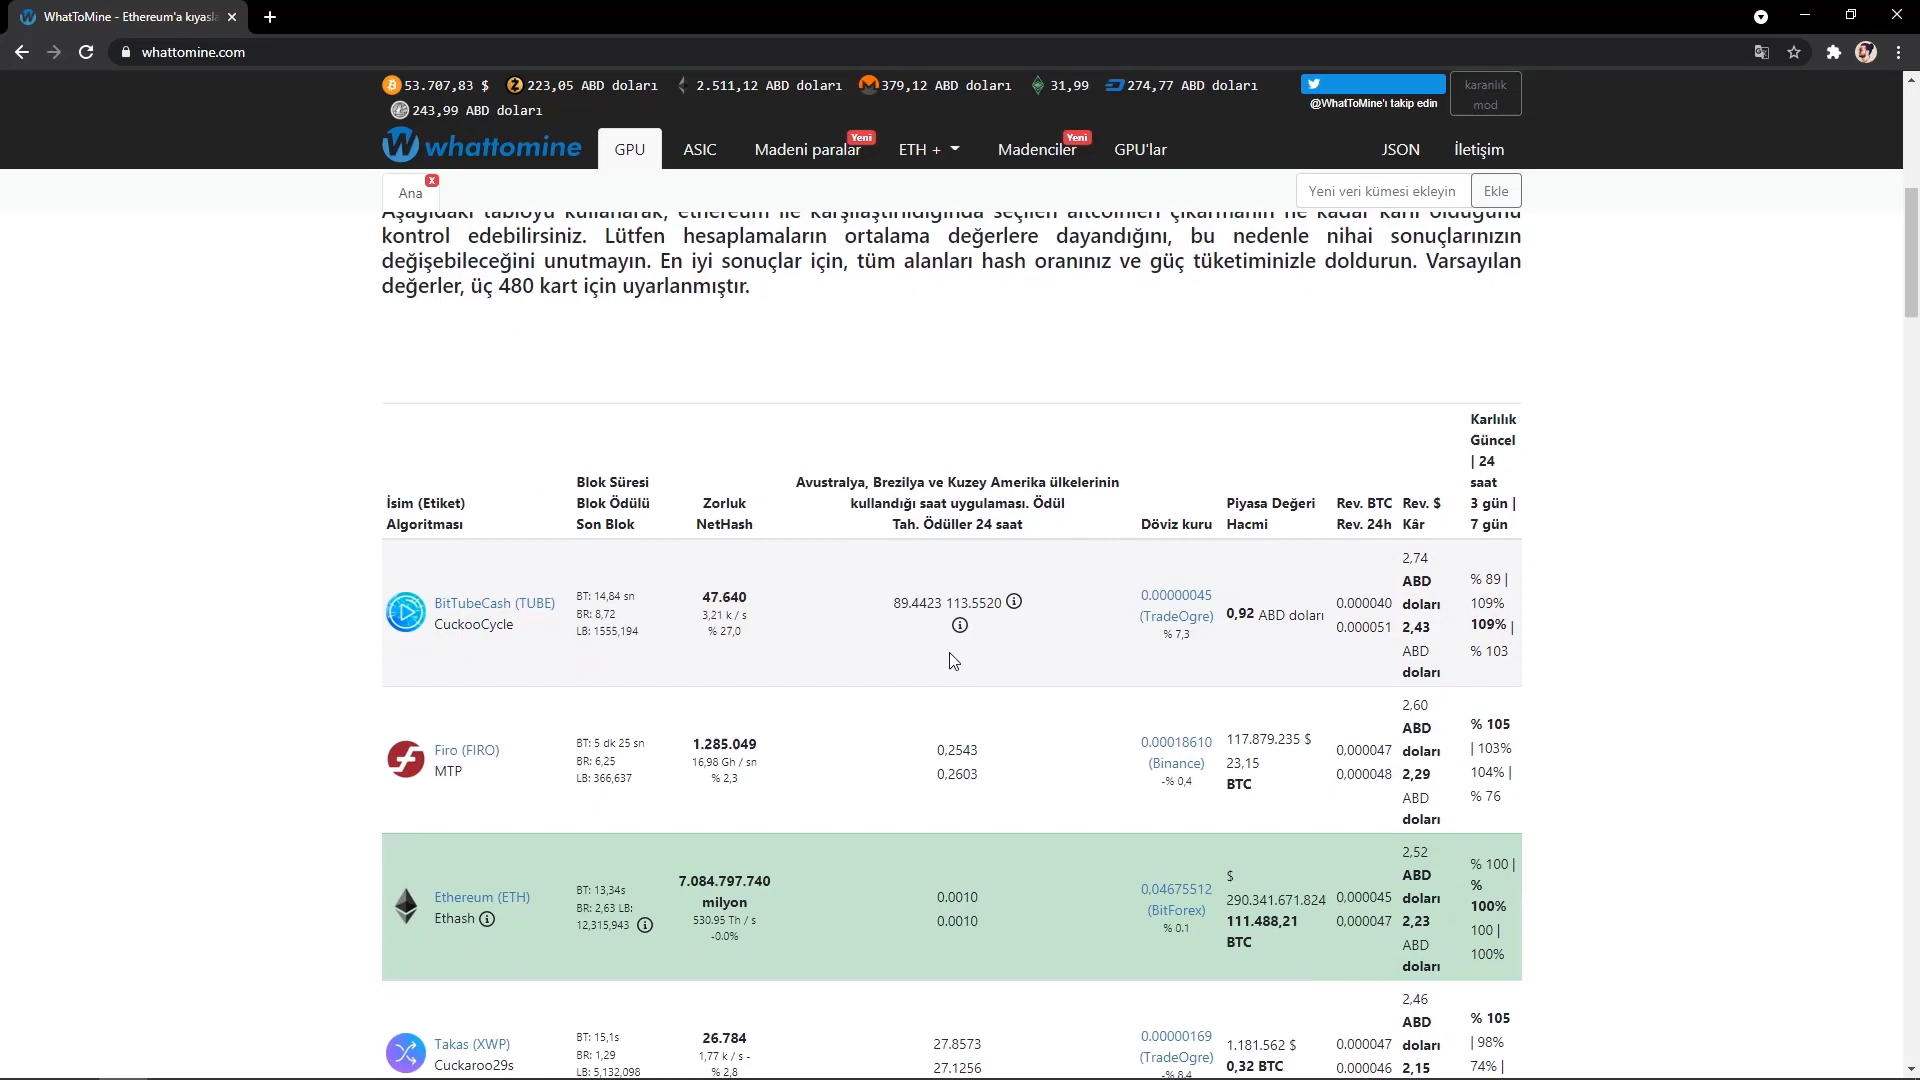 WhatToMine - Ethereum'a kıyasla
whattomine.com
53.707,83 $ 223,05 ABD doları 2.511,12 ABD doları 379,12 ABD doları 31,99 274,77 ABD doları
243,99 ABD doları
@WhatToMine'ı takip edin
karanlık
mod
whattomine GPU ASIC Madeni paralar Yeni ETH + Madenciler Yeni GPU'lar JSON İletişim
Ana x Yeni veri kümesi ekleyin Ekle
Aşağıdaki tabloyu kullanarak, ethereum ile karşılaştırıldığında seçilen altcoinleri çıkarmanın ne kadar karlı olduğunu
kontrol edebilirsiniz. Lütfen hesaplamaların ortalama değerlere dayandığını, bu nedenle nihai sonuçlarınızın
değişebileceğini unutmayın. En iyi sonuçlar için, tüm alanları hash oranınız ve güç tüketiminizle doldurun. Varsayılan
değerler, üç 480 kart için uyarlanmıştır.
İsim (Etiket)
Algoritması
Blok Süresi
Blok Ödülü
Son Blok
Zorluk
NetHash
Avustralya, Brezilya ve Kuzey Amerika ülkelerinin
kullandığı saat uygulaması. Ödül
Tah. Ödüller 24 saat
Döviz kuru
Piyasa Değeri
Hacmi
Rev. BTC
Rev. 24h
Rev. $
Kâr
Karlılık
Güncel
| 24
saat
3 gün |
7 gün
BitTubeCash (TUBE)
CuckooCycle
BT: 14,84 sn
BR: 8,72
LB: 1555,194
47.640
3,21 k / s
% 27,0
89.4423 113.5520
0.00000045
(TradeOgre)
% 7,3
0,92 ABD doları
0.000040
0.000051
2,74
ABD
doları
2,43
ABD
doları
% 89 |
109%
109% |
% 103
Firo (FIRO)
MTP
BT: 5 dk 25 sn
BR: 6,25
LB: 366,637
1.285.049
16,98 Gh / sn
% 2,3
0,2543
0,2603
0.00018610
(Binance)
-% 0,4
117.879.235 $
23,15
BTC
0,000047
0,000048
2,60
ABD
doları
2,29
ABD
doları
% 105
| 103%
104% |
% 76
Ethereum (ETH)
Ethash
BT: 13,34s
BR: 2,63 LB:
12,315,943
7.084.797.740
milyon
530.95 Th / s
-0.0%
0.0010
0.0010
0,04675512
(BitForex)
% 0.1
$
290.341.671.824
111.488,21
BTC
0,000045
0,000047
2,52
ABD
doları
2,23
ABD
doları
% 100 |
%
100%
100 |
100%
Takas (XWP)
Cuckaroo29s
BT: 15,1s
BR: 1,29
LB: 5,132,098
26.784
1,77 k / s -
% 2,8
27.8573
27.1256
0.00000169
(TradeOgre)
-% 8.4
1.181.562 $
0,32 BTC
0.000047
0.000046
2,46
ABD
doları
2,15
% 105
| 98%
74% |